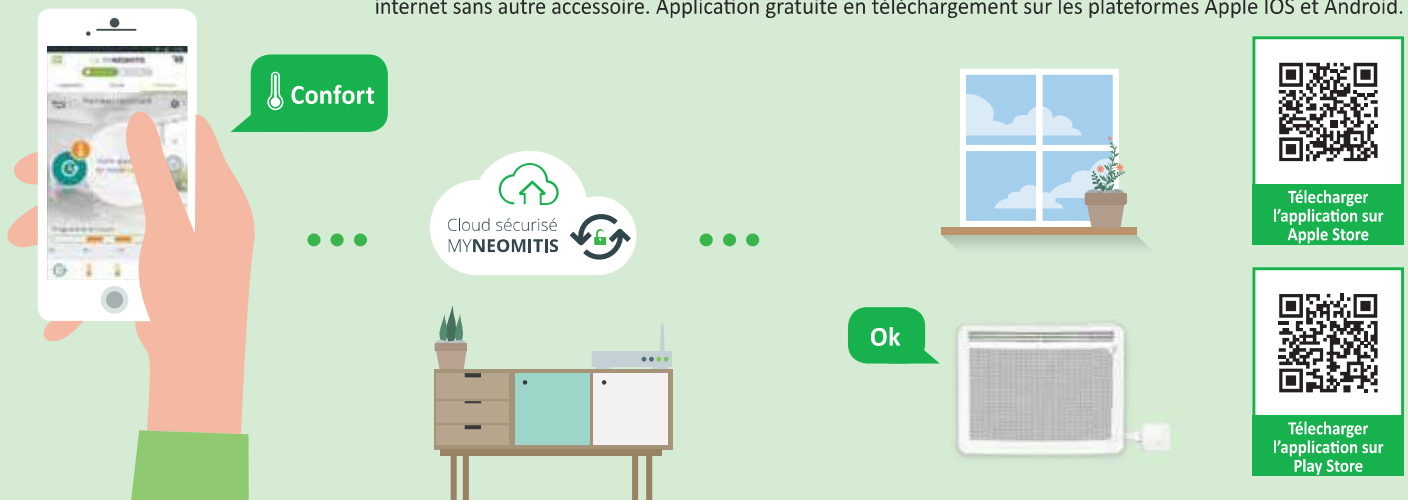 internet sans autre accessoire. Application gratuite en téléchargement sur les plateformes Apple IOS et Android.
MYNEOMITIS
Confort
Cloud sécurisé
MYNEOMITIS
Ok
Télecharger
l'application sur
Apple Store
Télecharger
l'application sur
Play Store